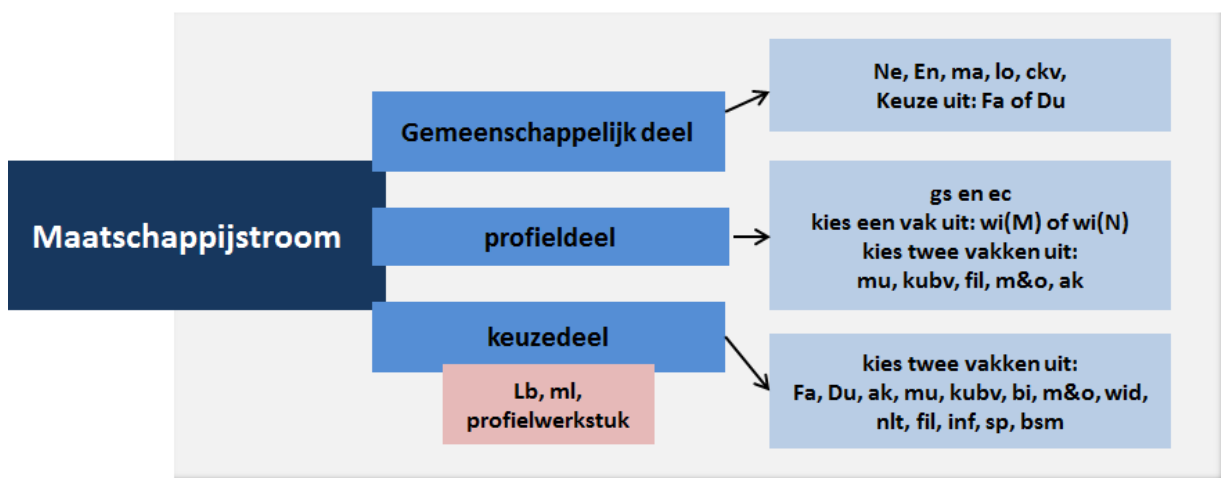 Maatschappijstroom
Gemeenschappelijk deel
Ne, En, ma, lo, ckv,
Keuze uit: Fa of Du
profieldeel
gs en ec
kies een vak uit: wi(M) of wi(N)
kies twee vakken uit:
mu, kubv, fil, m&o, ak
keuzedeel
Lb, ml,
profielwerkstuk
kies twee vakken uit:
Fa, Du, ak, mu, kubv, bi, m&o, wid,
nlt, fil, inf, sp, bsm